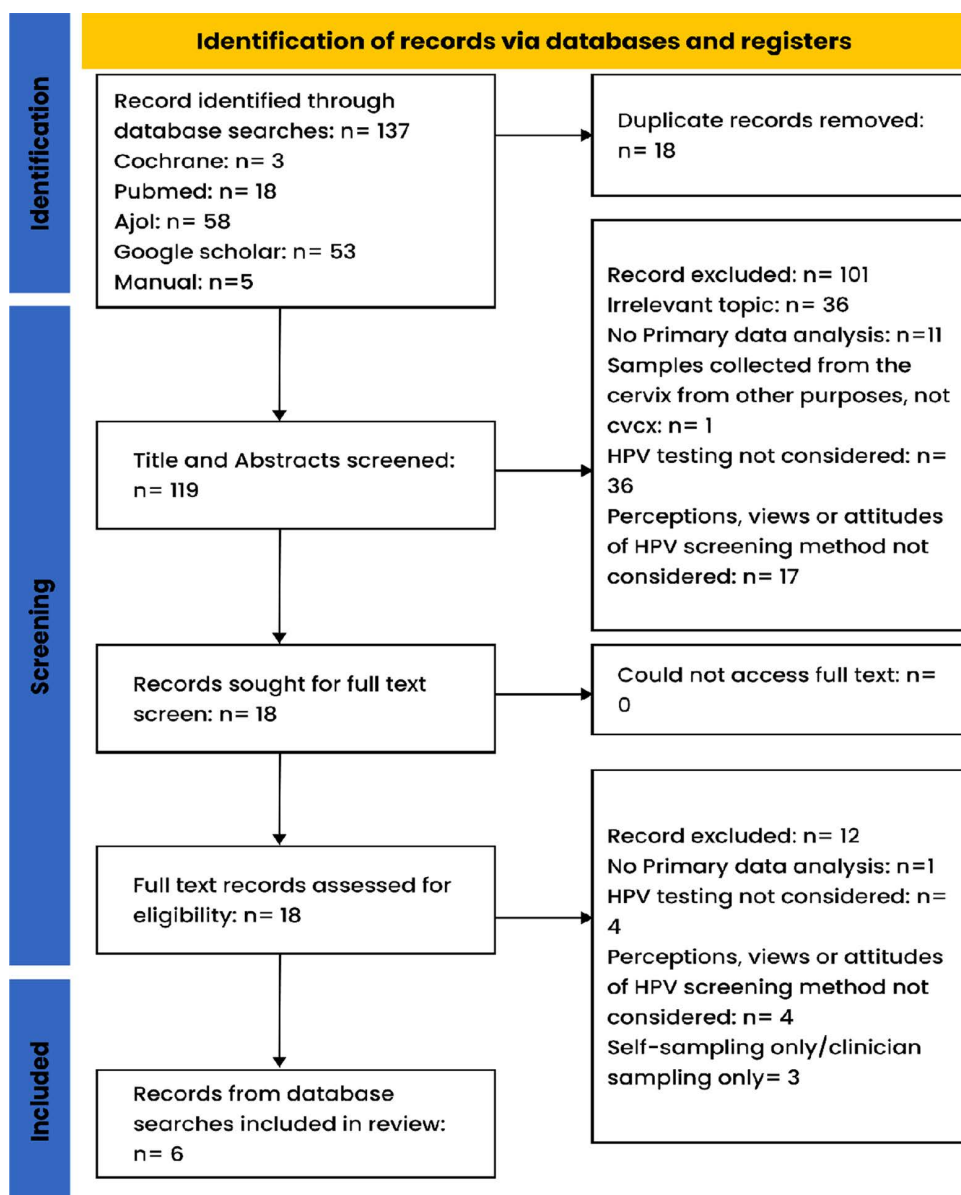 Identification of records via databases and registers
Identification
Record identified through
database searches: n= 137
Cochrane: n= 3
Pubmed: n= 18
Ajol: n= 58
Google scholar: n= 53
Manual: n=5
Duplicate records removed:
n= 18
Screening
Title and Abstracts screened:
n= 119
Record excluded: n= 101
Irrelevant topic: n= 36
No Primary data analysis: n=11
Samples collected from the
cervix from other purposes, not
cvcx: n= 1
HPV testing not considered: n=
36
Perceptions, views or attitudes
of HPV screening method not
considered: n= 17
Records sought for full text
screen: n= 18
Could not access full text: n=
0
Full text records assessed for
eligibility: n= 18
Record excluded: n= 12
No Primary data analysis: n=1
HPV testing not considered: n=
4
Perceptions, views or attitudes
of HPV screening method not
considered: n= 4
Self-sampling only/clinician
sampling only= 3
Included
Records from database
searches included in review:
n= 6